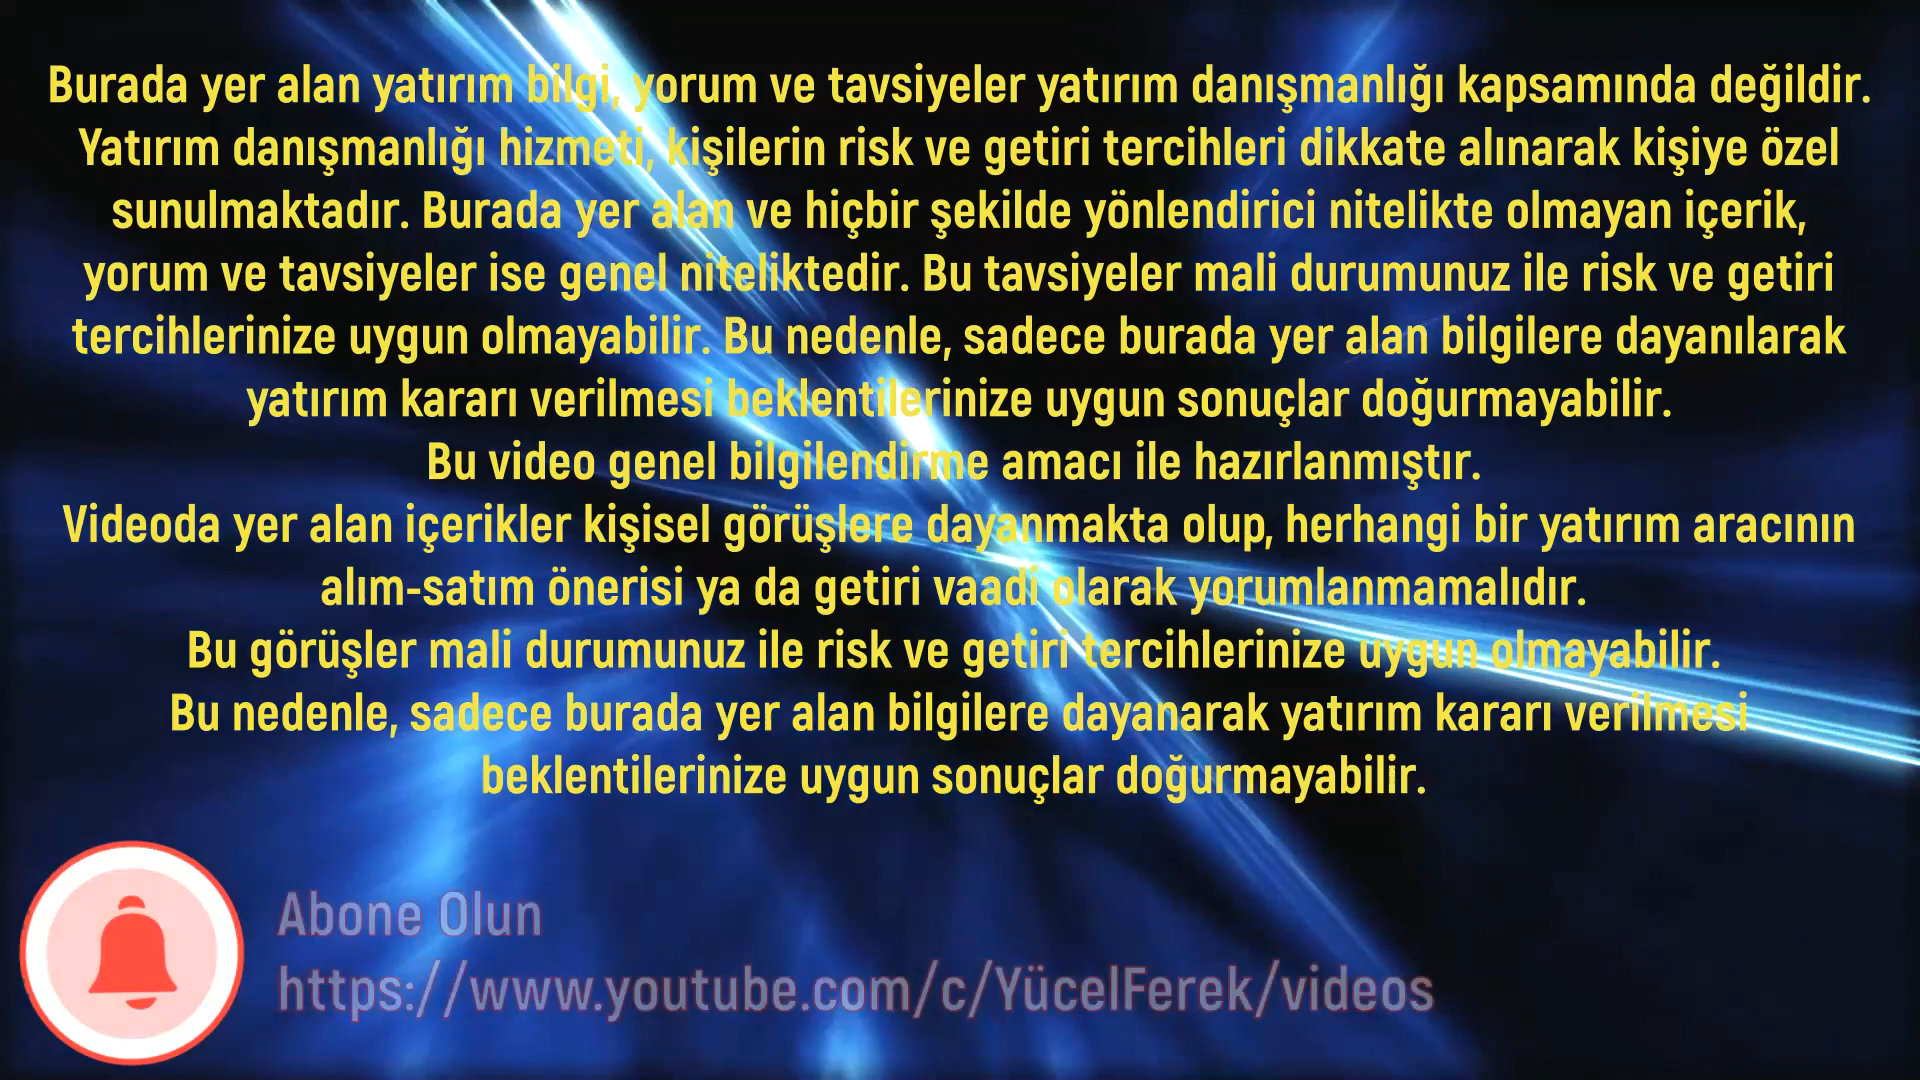 Burada yer alan yatırım bilgi, yorum ve tavsiyeler yatırım danışmanlığı kapsamında değildir.
Yatırım danışmanlığı hizmeti, kişilerin risk ve getiri tercihleri dikkate alınarak kişiye özel
sunulmaktadır. Burada yer alan ve hiçbir şekilde yönlendirici nitelikte olmayan içerik,
yorum ve tavsiyeler ise genel niteliktedir. Bu tavsiyeler mali durumunuz ile risk ve getiri
tercihlerinize uygun olmayabilir. Bu nedenle, sadece burada yer alan bilgilere dayanılarak
yatırım kararı verilmesi beklentilerinize uygun sonuçlar doğurmayabilir.
Bu video genel bilgilendirme amacı ile hazırlanmıştır.
Videoda yer alan içerikler kişisel görüşlere dayanmakta olup, herhangi bir yatırım aracının
alım-satım önerisi ya da getiri vaadi olarak yorumlanmamalıdır.
Bu görüşler mali durumunuz ile risk ve getiri tercihlerinize uygun olmayabilir.
Bu nedenle, sadece burada yer alan bilgilere dayanarak yatırım kararı verilmesi
beklentilerinize uygun sonuçlar doğurmayabilir.
Abone Olun
https://www.youtube.com/c/YücelFerek/videos